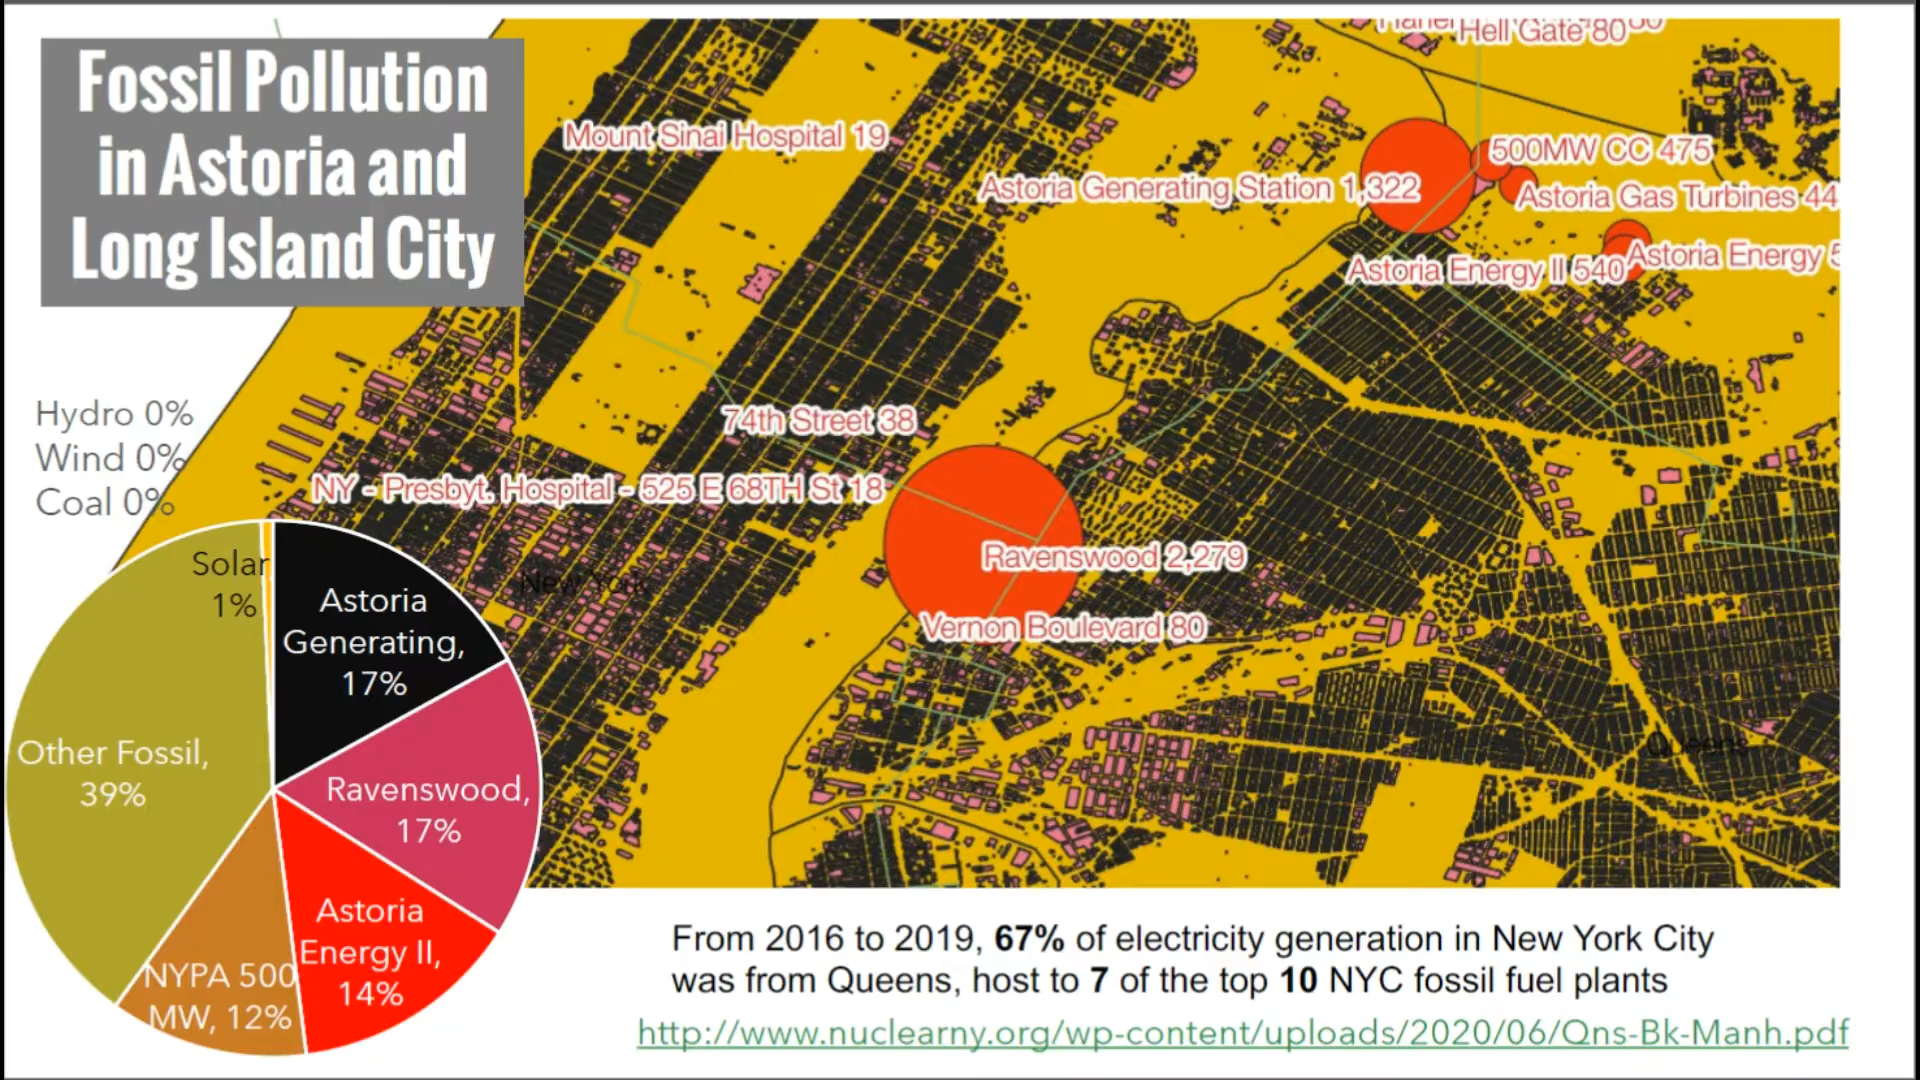 Fossil Pollution
in Astoria and
Long Island City
Hell Gate 80
Mount Sinai Hospital 19
500MW CC 475
Astoria Generating Station 1,322
Astoria Gas Turbines 44
Astoria Energy 5
Astoria Energy II 540
74th Street 38
NY - Presbyt. Hospital - 525 E 68TH St 18
Ravenswood 2,279
New York
Vernon Boulevard 80
Queens
Hydro 0%
Wind 0%
Coal 0%
Solar
1%
Astoria
Generating,
17%
Ravenswood,
17%
Astoria
Energy II,
14%
NYPA 500
MW, 12%
Other Fossil,
39%
From 2016 to 2019, 67% of electricity generation in New York City
was from Queens, host to 7 of the top 10 NYC fossil fuel plants
http://www.nuclearny.org/wp-content/uploads/2020/06/Qns-Bk-Manh.pdf